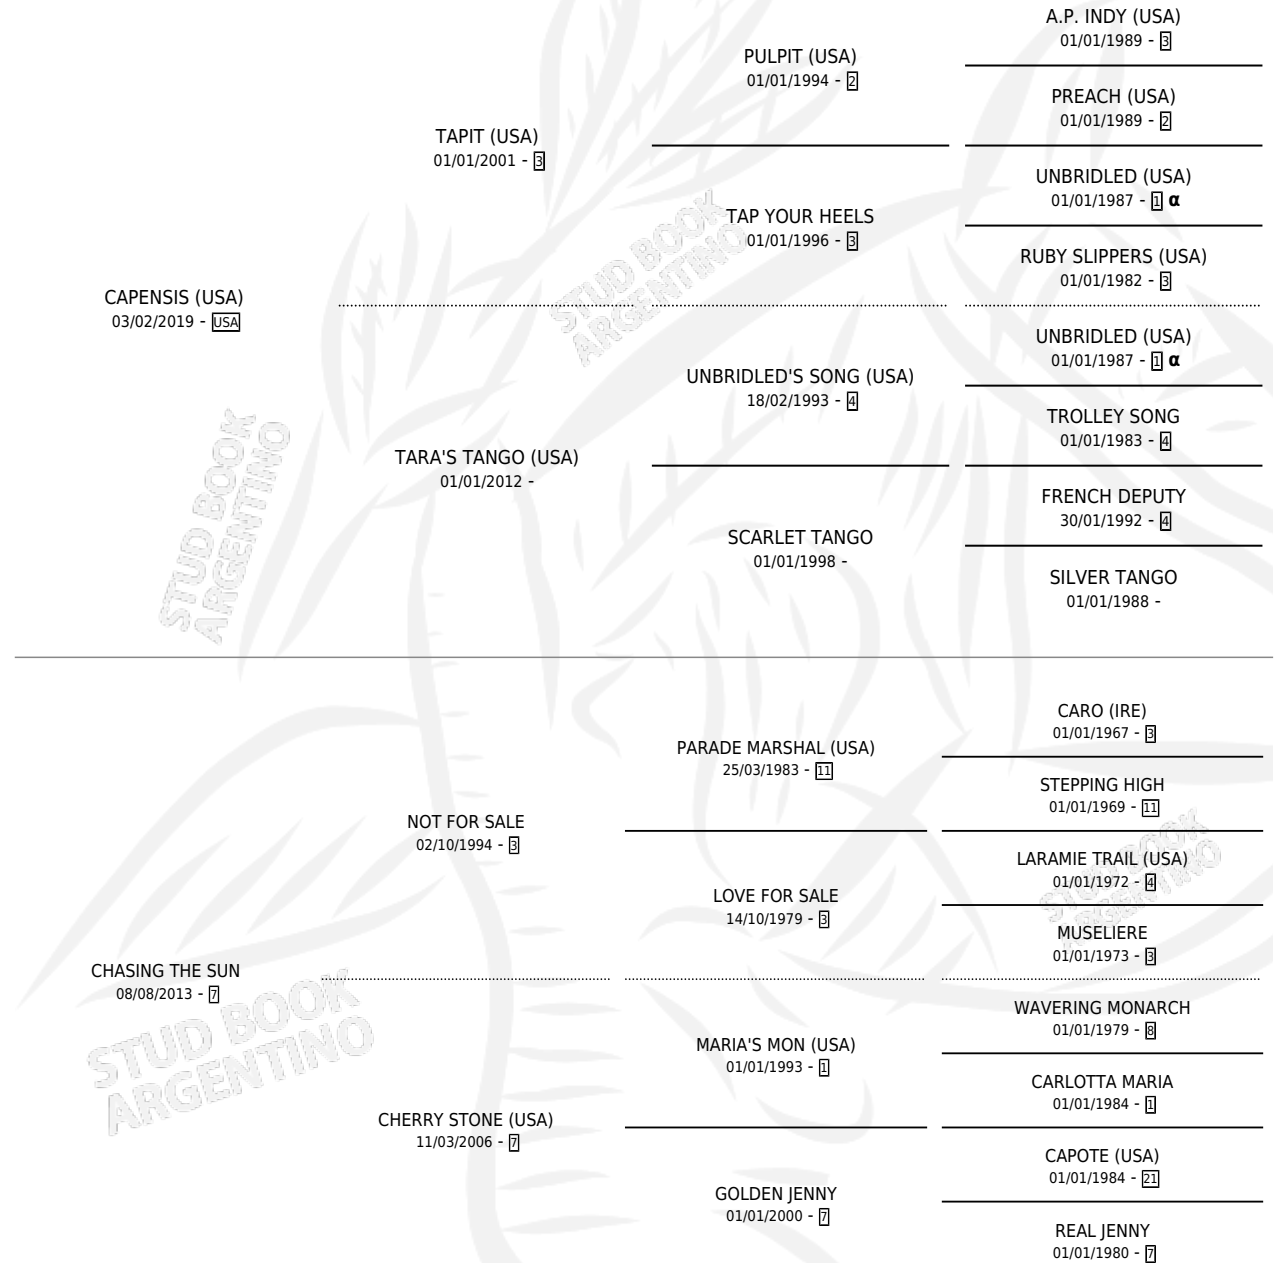 A.P. INDY (USA)
01/01/1989 - 3
PULPIT (USA)
01/01/1994 - 2
PREACH (USA)
01/01/1989 - 2
TAPIT (USA)
01/01/2001 - 3
UNBRIDLED (USA)
01/01/1987 - 1 α
TAP YOUR HEELS
01/01/1996 - 3
RUBY SLIPPERS (USA)
01/01/1982 - 3
CAPENSIS (USA)
03/02/2019 - USA
UNBRIDLED (USA)
01/01/1987 - 1 α
UNBRIDLED'S SONG (USA)
18/02/1993 - 4
TROLLEY SONG
01/01/1983 - 4
TARA'S TANGO (USA)
01/01/2012 -
FRENCH DEPUTY
30/01/1992 - 4
SCARLET TANGO
01/01/1998 -
SILVER TANGO
01/01/1988 -
CARO (IRE)
01/01/1967 - 3
PARADE MARSHAL (USA)
25/03/1983 - 11
STEPPING HIGH
01/01/1969 - 11
NOT FOR SALE
02/10/1994 - 3
LARAMIE TRAIL (USA)
01/01/1972 - 4
LOVE FOR SALE
14/10/1979 - 3
MUSELIERE
01/01/1973 - 3
CHASING THE SUN
08/08/2013 - 7
WAVERING MONARCH
01/01/1979 - 8
MARIA'S MON (USA)
01/01/1993 - 1
CARLOTTA MARIA
01/01/1984 - 1
CHERRY STONE (USA)
11/03/2006 - 7
CAPOTE (USA)
01/01/1984 - 21
GOLDEN JENNY
01/01/2000 - 7
REAL JENNY
01/01/1980 - 7
STUD BOOK
ARGENTINO
STUD BOOK
ARGENTINO
STUD BOOK
ARGENTINO
STUD BOOK
ARGENTINO